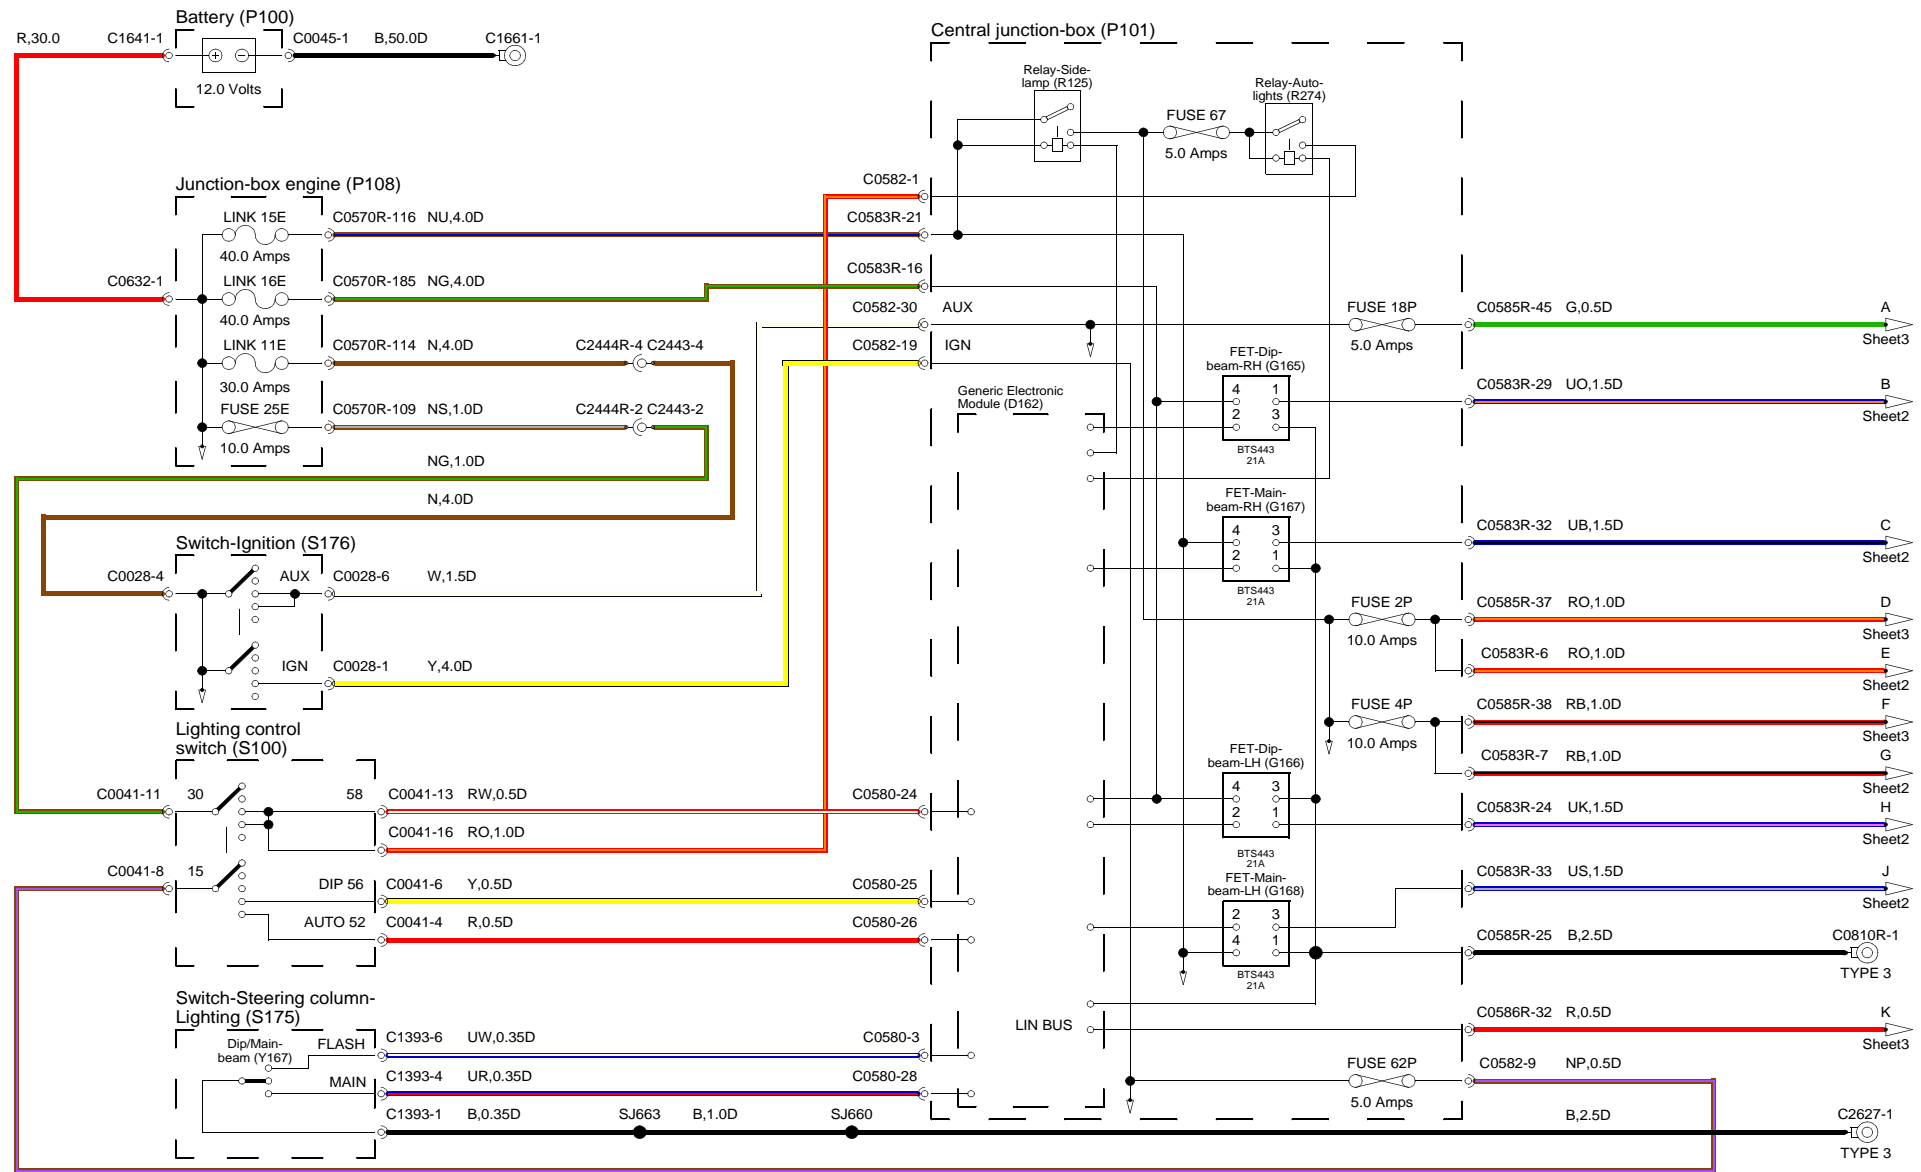 Battery (P100)
R,30.0
C1641-1
C0045-1
B,50.0D
C1661-1
12.0 Volts
Central junction-box (P101)
Relay-Side-
lamp (R125)
Relay-Auto-
lights (R274)
FUSE 67
5.0 Amps
Junction-box engine (P108)
C0582-1
LINK 15E
C0570R-116
NU,4.0D
C0583R-21
40.0 Amps
C0632-1
LINK 16E
C0570R-185
NG,4.0D
C0583R-16
40.0 Amps
C0582-30
AUX
FUSE 18P
5.0 Amps
C0585R-45
G,0.5D
A
Sheet3
LINK 11E
C0570R-114
N,4.0D
C2444R-4
C2443-4
C0582-19
IGN
30.0 Amps
FET-Dip-
beam-RH (G165)
4
1
2
3
BTS443
21A
C0583R-29
UO,1.5D
B
Sheet2
Generic Electronic
Module (D162)
FUSE 25E
C0570R-109
NS,1.0D
C2444R-2
C2443-2
10.0 Amps
NG,1.0D
N,4.0D
FET-Main-
beam-RH (G167)
4
3
2
1
BTS443
21A
C0583R-32
UB,1.5D
C
Sheet2
Switch-Ignition (S176)
C0028-4
AUX
C0028-6
W,1.5D
FUSE 2P
10.0 Amps
C0585R-37
RO,1.0D
D
Sheet3
IGN
C0028-1
Y,4.0D
C0583R-6
RO,1.0D
E
Sheet2
FUSE 4P
10.0 Amps
C0585R-38
RB,1.0D
F
Sheet3
Lighting control
switch (S100)
C0583R-7
RB,1.0D
G
Sheet2
FET-Dip-
beam-LH (G166)
4
3
2
1
BTS443
21A
C0041-11
30
58
C0041-13
RW,0.5D
C0580-24
C0583R-24
UK,1.5D
H
Sheet2
C0041-16
RO,1.0D
C0041-8
15
DIP 56
C0041-6
Y,0.5D
C0580-25
FET-Main-
beam-LH (G168)
2
3
4
1
BTS443
21A
C0583R-33
US,1.5D
J
Sheet2
AUTO 52
C0041-4
R,0.5D
C0580-26
C0585R-25
B,2.5D
C0810R-1
TYPE 3
Switch-Steering column-
Lighting (S175)
LIN BUS
C0586R-32
R,0.5D
K
Sheet3
Dip/Main-
beam (Y167)
FLASH
C1393-6
UW,0.35D
C0580-3
MAIN
C1393-4
UR,0.35D
C0580-28
FUSE 62P
5.0 Amps
C0582-9
NP,0.5D
C1393-1
B,0.35D
SJ663
B,1.0D
SJ660
B,2.5D
C2627-1
TYPE 3